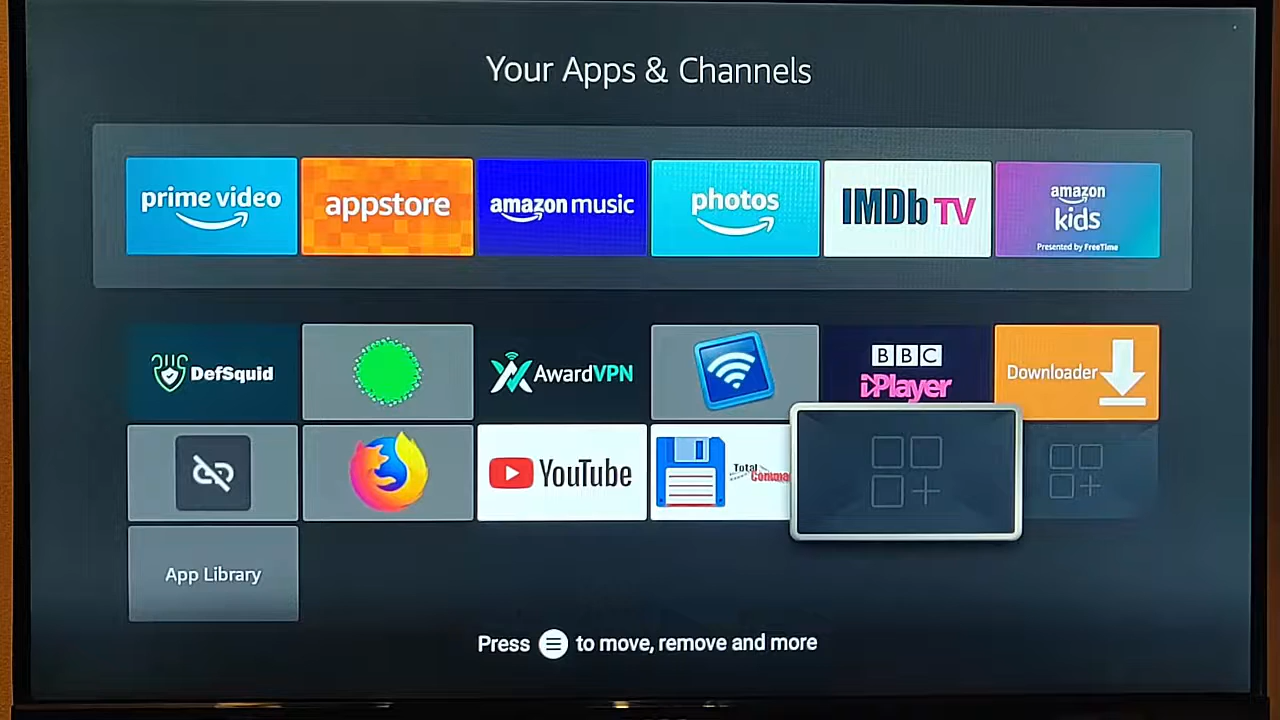 Your Apps & Channels
prime video
appstore
amazon music
photos
IMDb TV
amazon
kids
Presented by FreeTime
DefSquid
AwardVPN
BBC
iPlayer
Downloader
YouTube
Total
App Library
Press to move, remove and more